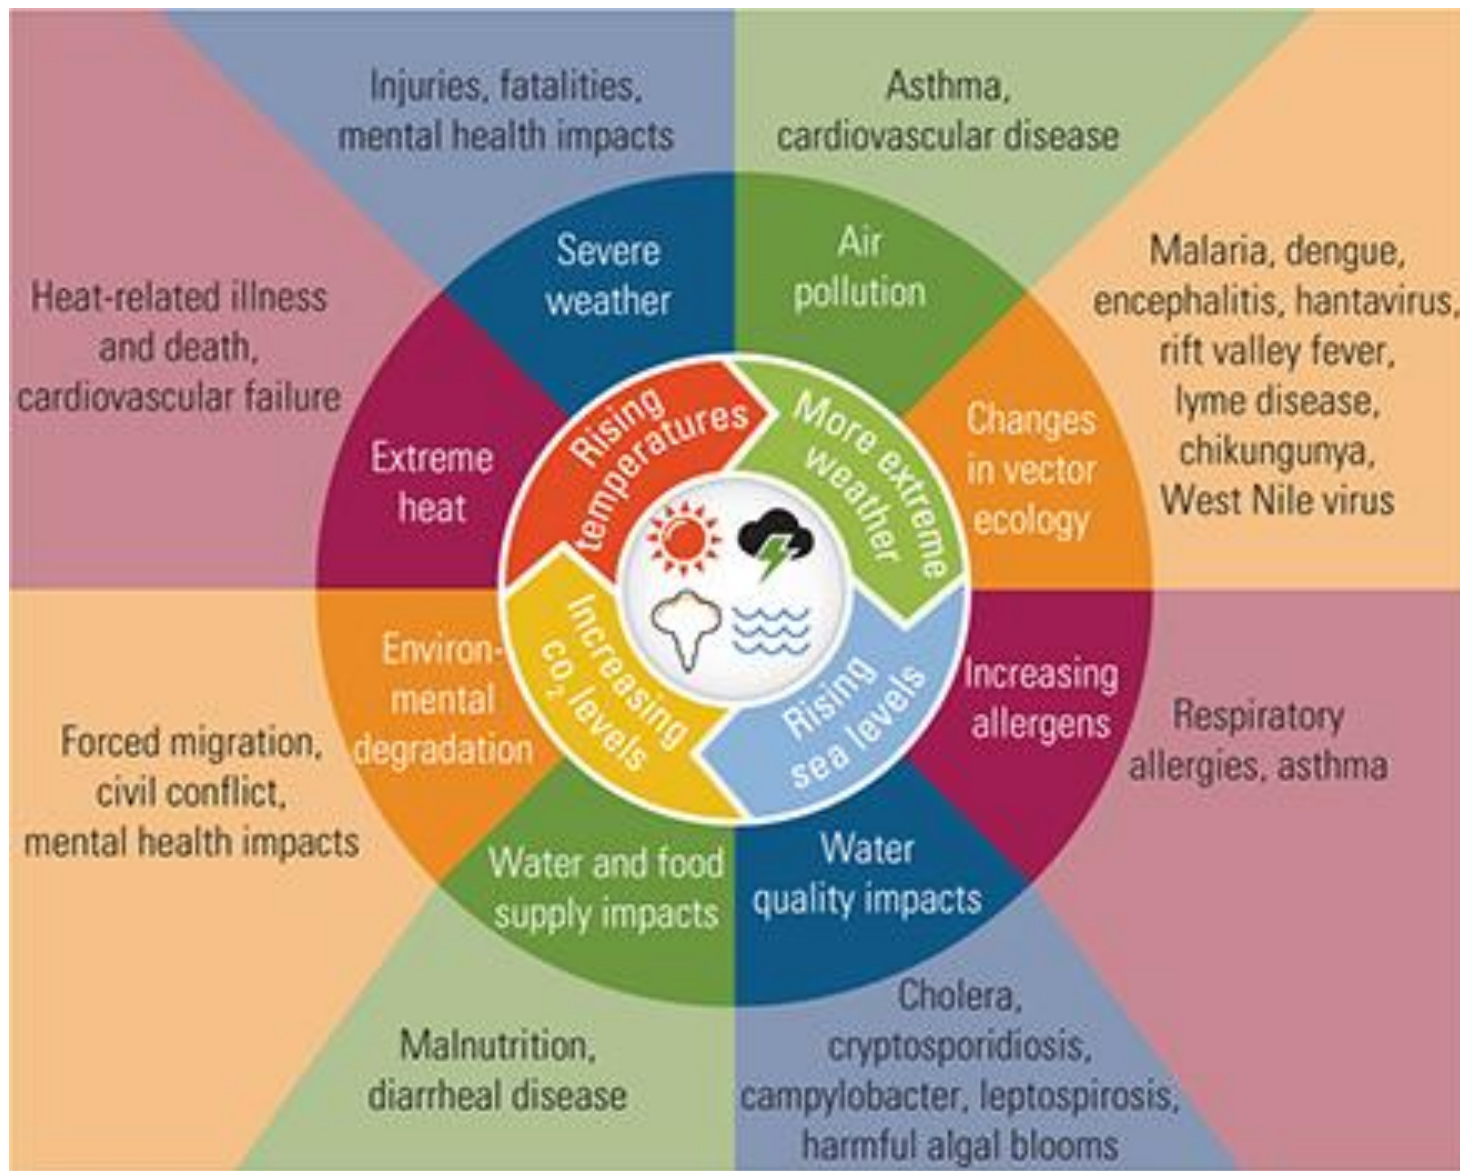 Injuries, fatalities,
mental health impacts
Asthma,
cardiovascular disease
Severe
weather
Air
pollution
Heat-related illness
and death,
cardiovascular failure
Malaria, dengue,
encephalitis, hantavirus,
rift valley fever,
lyme disease,
chikungunya,
West Nile virus
Extreme
heat
Rising
temperatures
More extreme
weather
Changes
in vector
ecology
Environ-
mental
degradation
Increasing
CO2 levels
Rising
sea levels
Increasing
allergens
Forced migration,
civil conflict,
mental health impacts
Respiratory
allergies, asthma
Water and food
supply impacts
Water
quality impacts
Malnutrition,
diarrheal disease
Cholera,
cryptosporidiosis,
campylobacter, leptospirosis,
harmful algal blooms